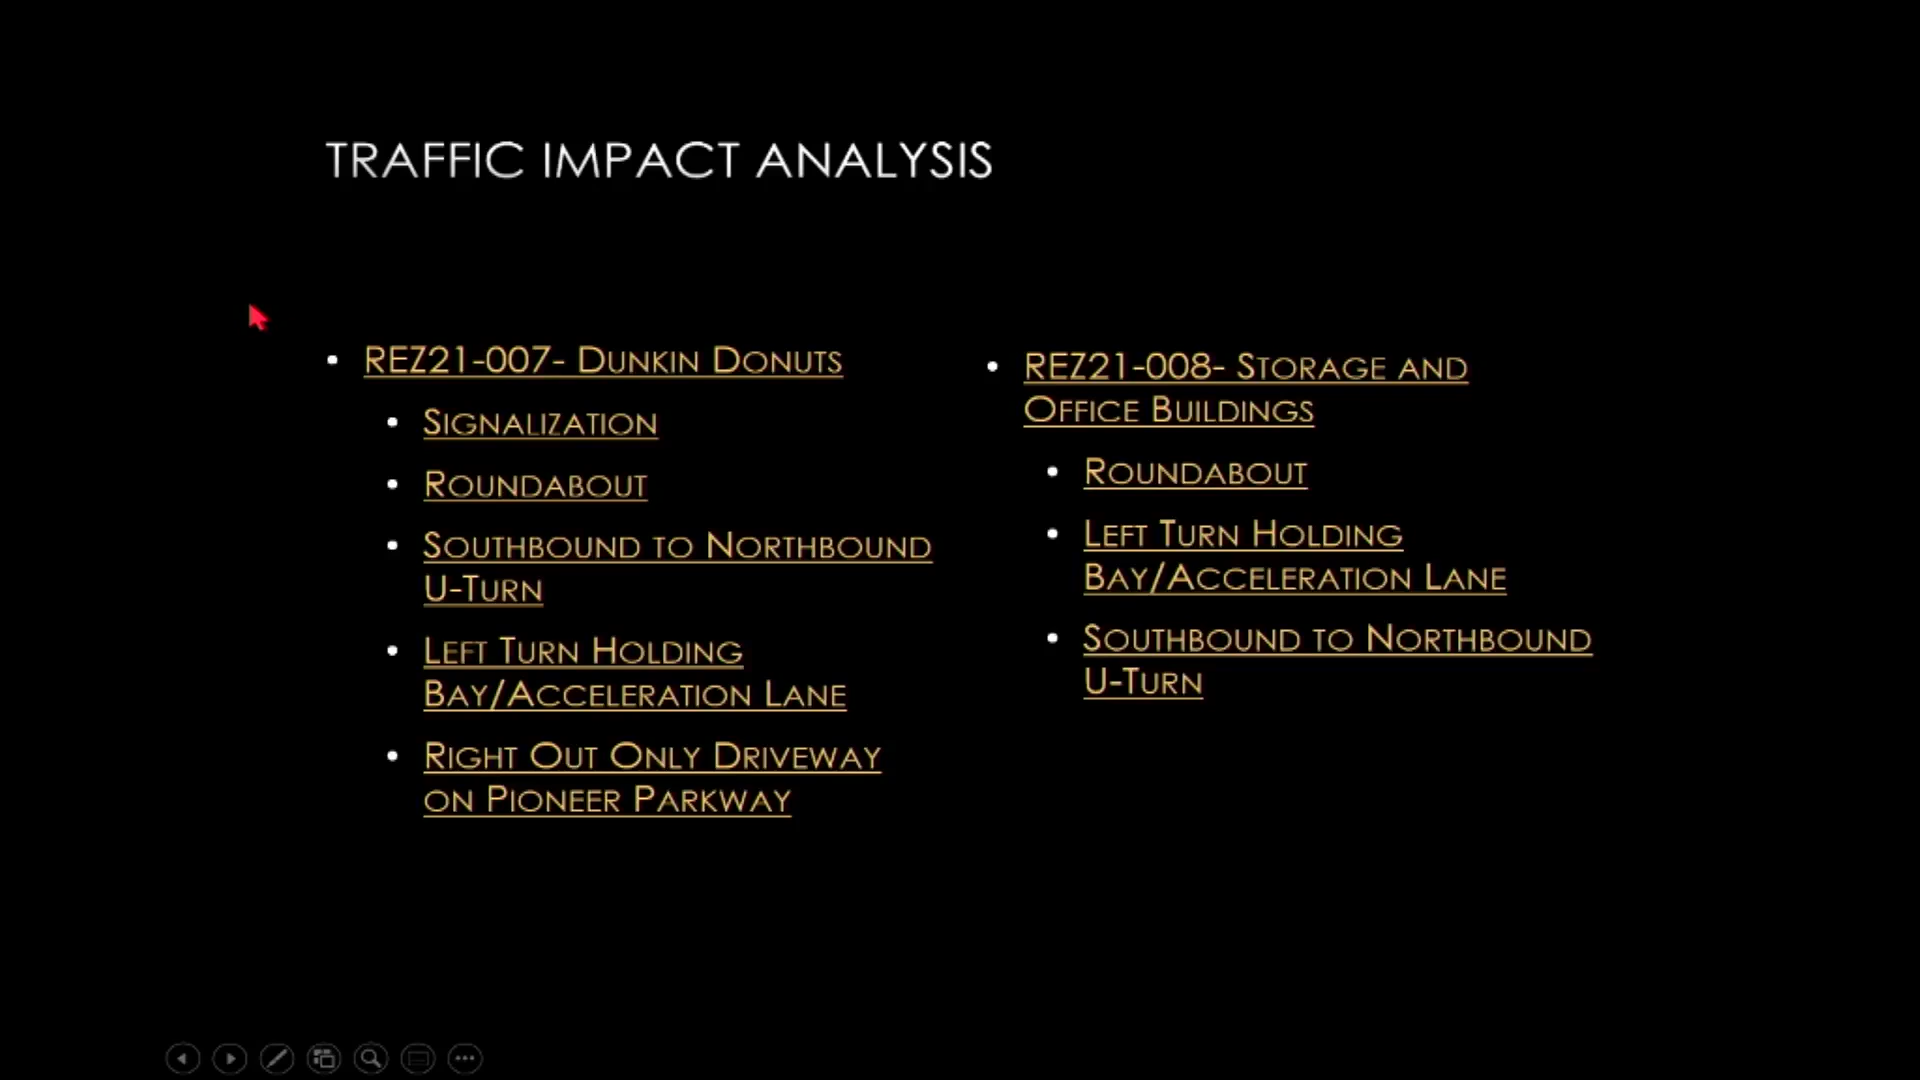 TRAFFIC IMPACT ANALYSIS
REZ21-007- Dunkin Donuts
Signalization
Roundabout
Southbound to Northbound
U-Turn
Left Turn Holding
Bay/Acceleration Lane
Right Out Only Driveway
on Pioneer Parkway
REZ21-008- Storage and
Office Buildings
Roundabout
Left Turn Holding
Bay/Acceleration Lane
Southbound to Northbound
U-Turn